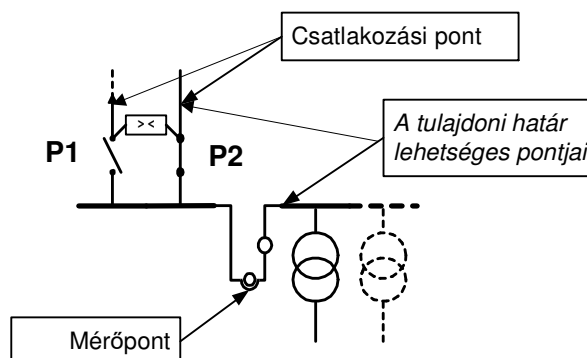 Csatlakozási pont
> <
P1
P2
A tulajdoni határ
lehetséges pontjai
Mérőpont